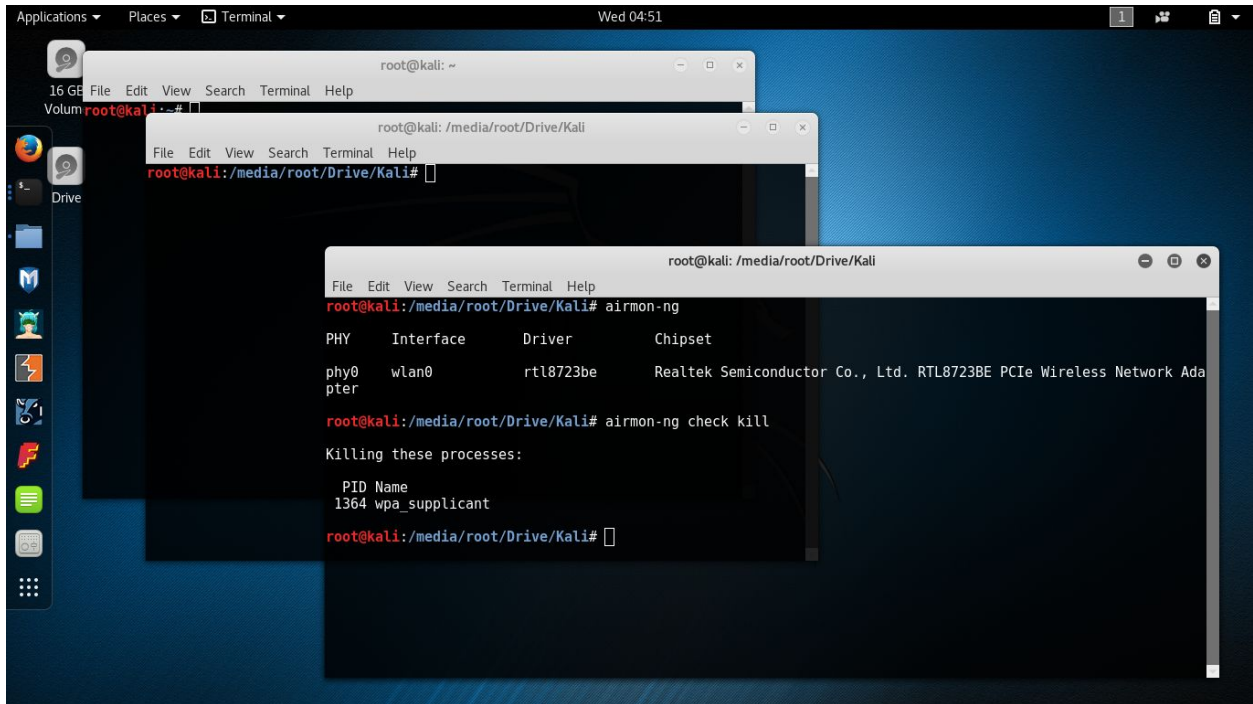 Applications Places Terminal Wed 04:51 1
16 GB
Volum
Drive
root@kali: ~
File Edit View Search Terminal Help
root@kali:~#
root@kali: /media/root/Drive/Kali
File Edit View Search Terminal Help
root@kali:/media/root/Drive/Kali#
root@kali: /media/root/Drive/Kali
File Edit View Search Terminal Help
root@kali:/media/root/Drive/Kali# airmon-ng
PHY Interface Driver Chipset
phy0 wlan0 rtl8723be Realtek Semiconductor Co., Ltd. RTL8723BE PCIe Wireless Network Ada
pter
root@kali:/media/root/Drive/Kali# airmon-ng check kill
Killing these processes:
PID Name
1364 wpa_supplicant
root@kali:/media/root/Drive/Kali#